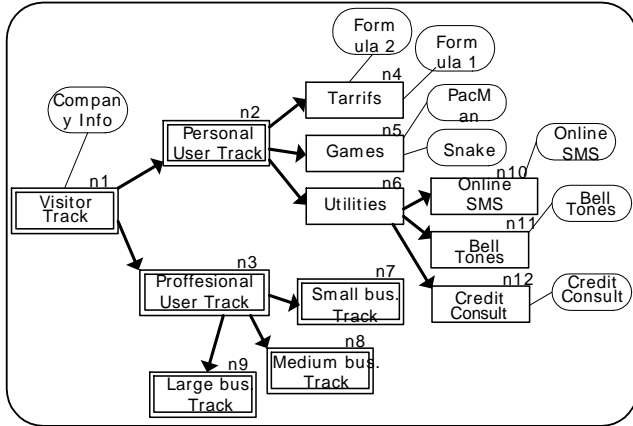 Form
ula 2
Form
ula 1
n4
Tarrifs
Compan
y Info
n2
Personal
User Track
n5
Games
PacM
an
Snake
Online
SMS
n1
Visitor
Track
n6
Utilities
n10
Online
SMS
Bell
Tones
n11
Bell
Tones
n3
Proffesional
User Track
n7
Small bus.
Track
n12
Credit
Consult
Credit
Consult
n8
Medium bus.
Track
n9
Large bus.
Track